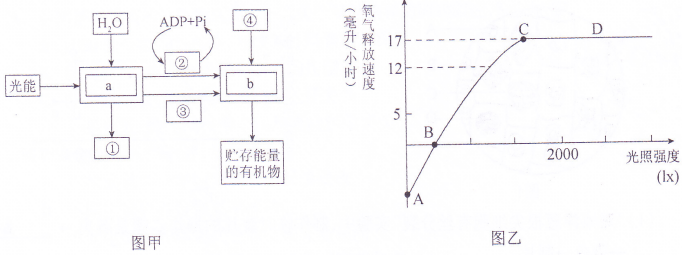 H₂O
ADP+Pi
④
光能
a
②
b
③
①
贮存能量
的有机物
图甲
氧气释放速度
(毫升/小时)
17
12
5
A
B
C
D
2000
光照强度
(lx)
图乙